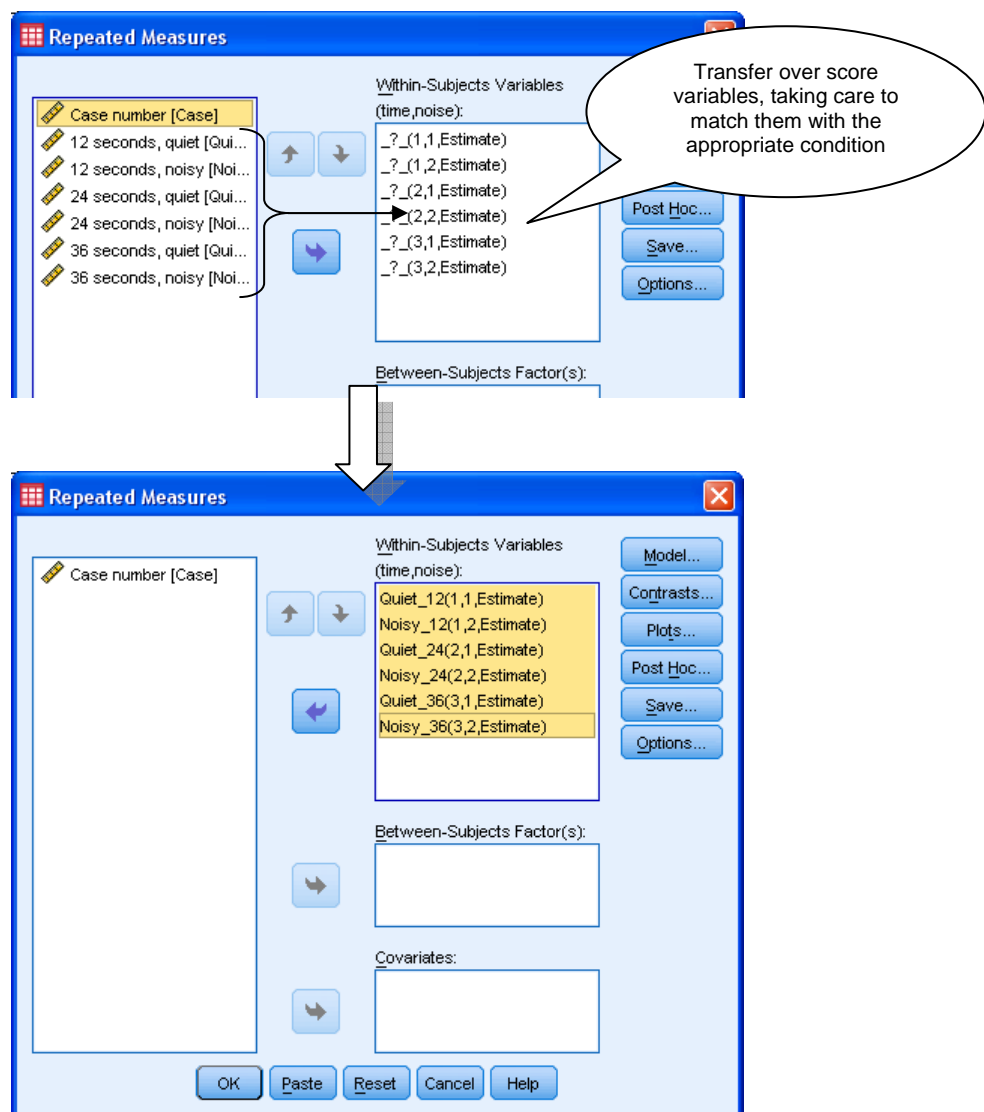 Repeated Measures
Within-Subjects Variables
(time,noise):
Case number [Case]
12 seconds, quiet [Qui...
12 seconds, noisy [Noi...
24 seconds, quiet [Qui...
24 seconds, noisy [Noi...
36 seconds, quiet [Qui...
36 seconds, noisy [Noi...
_?_(1,1,Estimate)
_?_(1,2,Estimate)
_?_(2,1,Estimate)
_?_(2,2,Estimate)
_?_(3,1,Estimate)
_?_(3,2,Estimate)
Transfer over score
variables, taking care to
match them with the
appropriate condition
Post Hoc...
Save...
Options...
Between-Subjects Factor(s):
Repeated Measures
Case number [Case]
Within-Subjects Variables
(time,noise):
Quiet_12(1,1,Estimate)
Noisy_12(1,2,Estimate)
Quiet_24(2,1,Estimate)
Noisy_24(2,2,Estimate)
Quiet_36(3,1,Estimate)
Noisy_36(3,2,Estimate)
Model...
Contrasts...
Plots...
Post Hoc...
Save...
Options...
Between-Subjects Factor(s):
Covariates:
OK
Paste
Reset
Cancel
Help